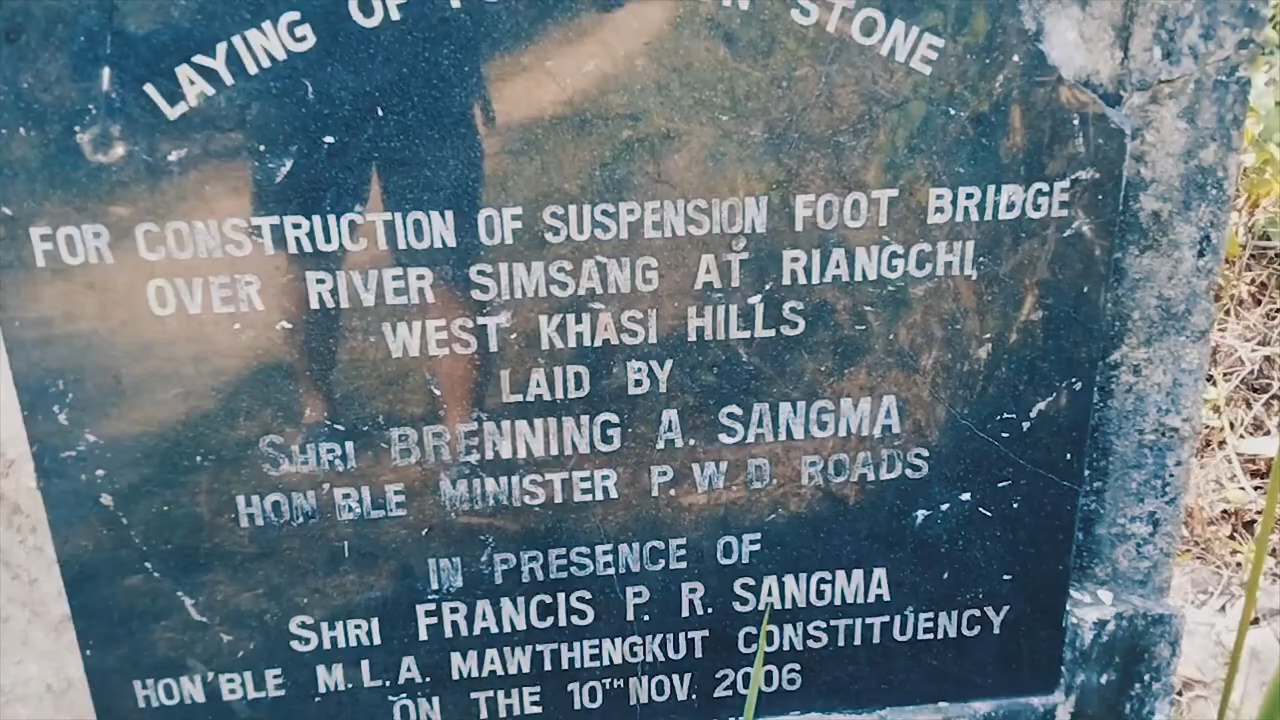 LAYING OF STONE
FOR CONSTRUCTION OF SUSPENSION FOOT BRIDGE
OVER RIVER SIMSANG AT RIANGCHI,
WEST KHASI HILLS
LAID BY
SHRI BRENNING A. SANGMA
HON'BLE MINISTER P.W.D. ROADS
IN PRESENCE OF
SHRI FRANCIS P. R. SANGMA
HON'BLE M.L.A. MAWTHENGKUT CONSTITUENCY
ON THE 10TH NOV. 2006